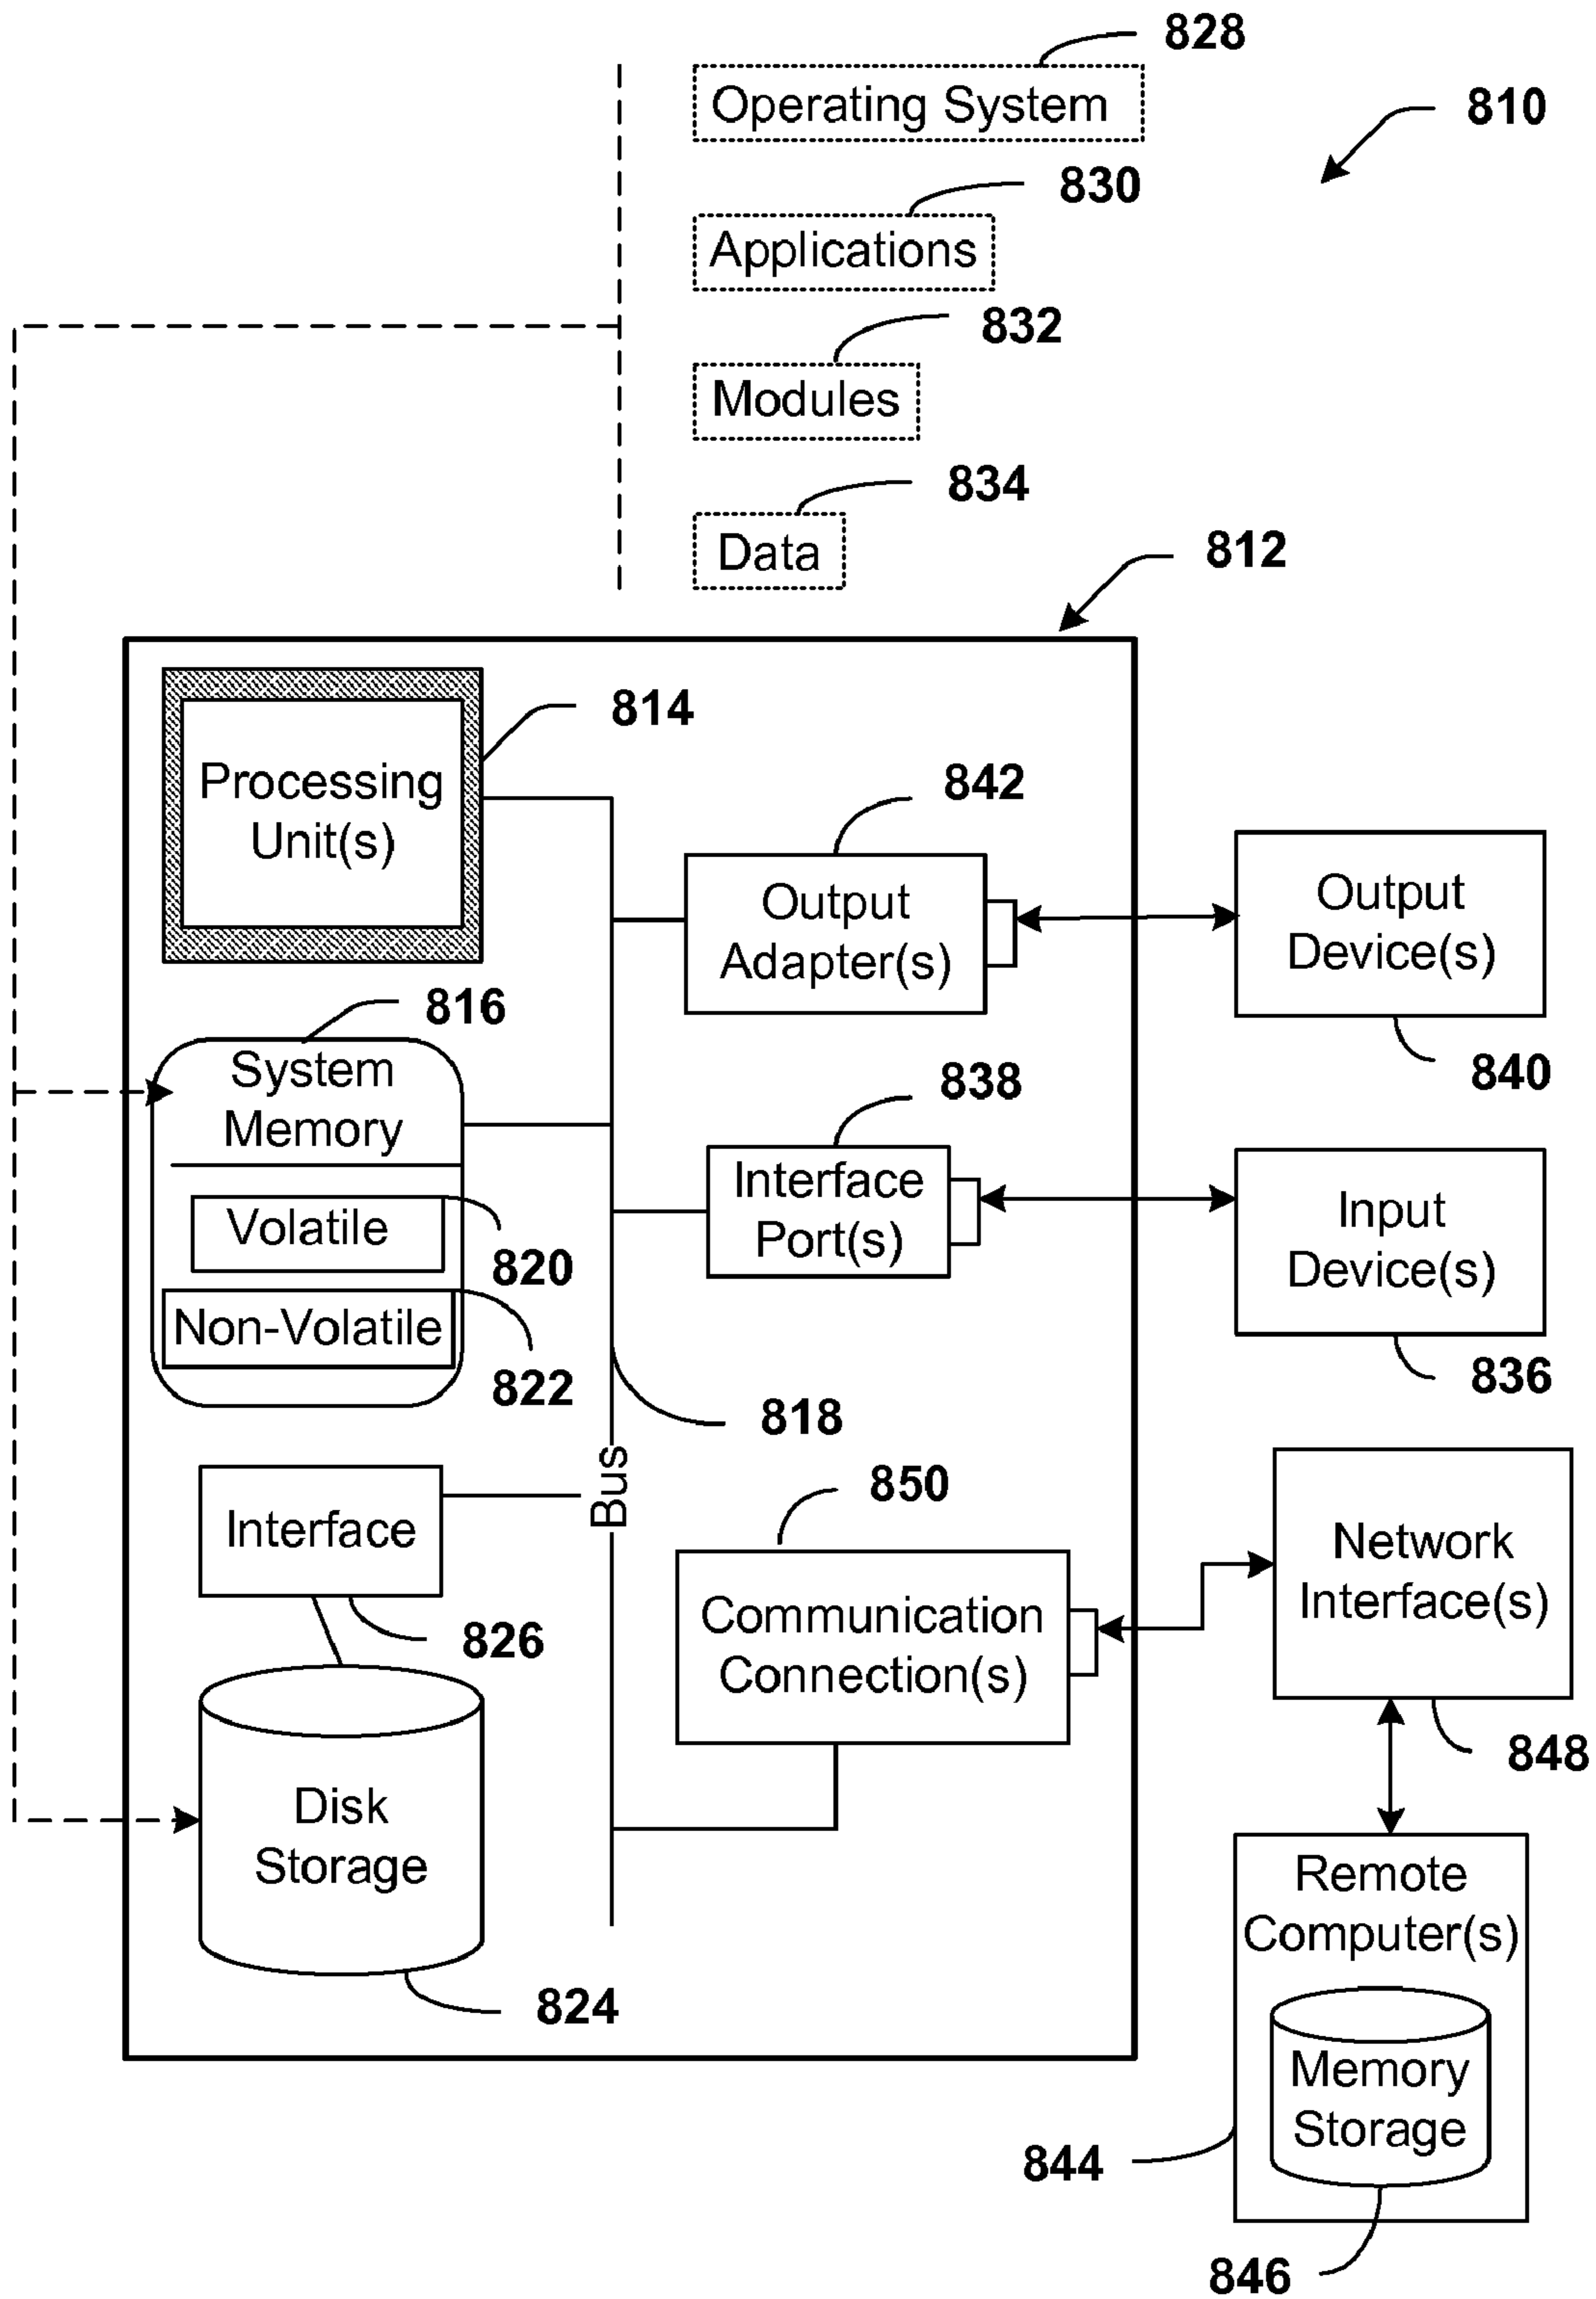 828
Operating System
810
830
Applications
832
Modules
834
Data
812
814
Processing
Unit(s)
842
Output
Adapter(s)
Output
Device(s)
840
816
System
Memory
838
Interface
Port(s)
Input
Device(s)
836
Volatile
820
Non-Volatile
822
818
Bus
850
Interface
826
Communication
Connection(s)
Network
Interface(s)
848
Disk
Storage
824
Remote
Computer(s)
Memory
Storage
844
846